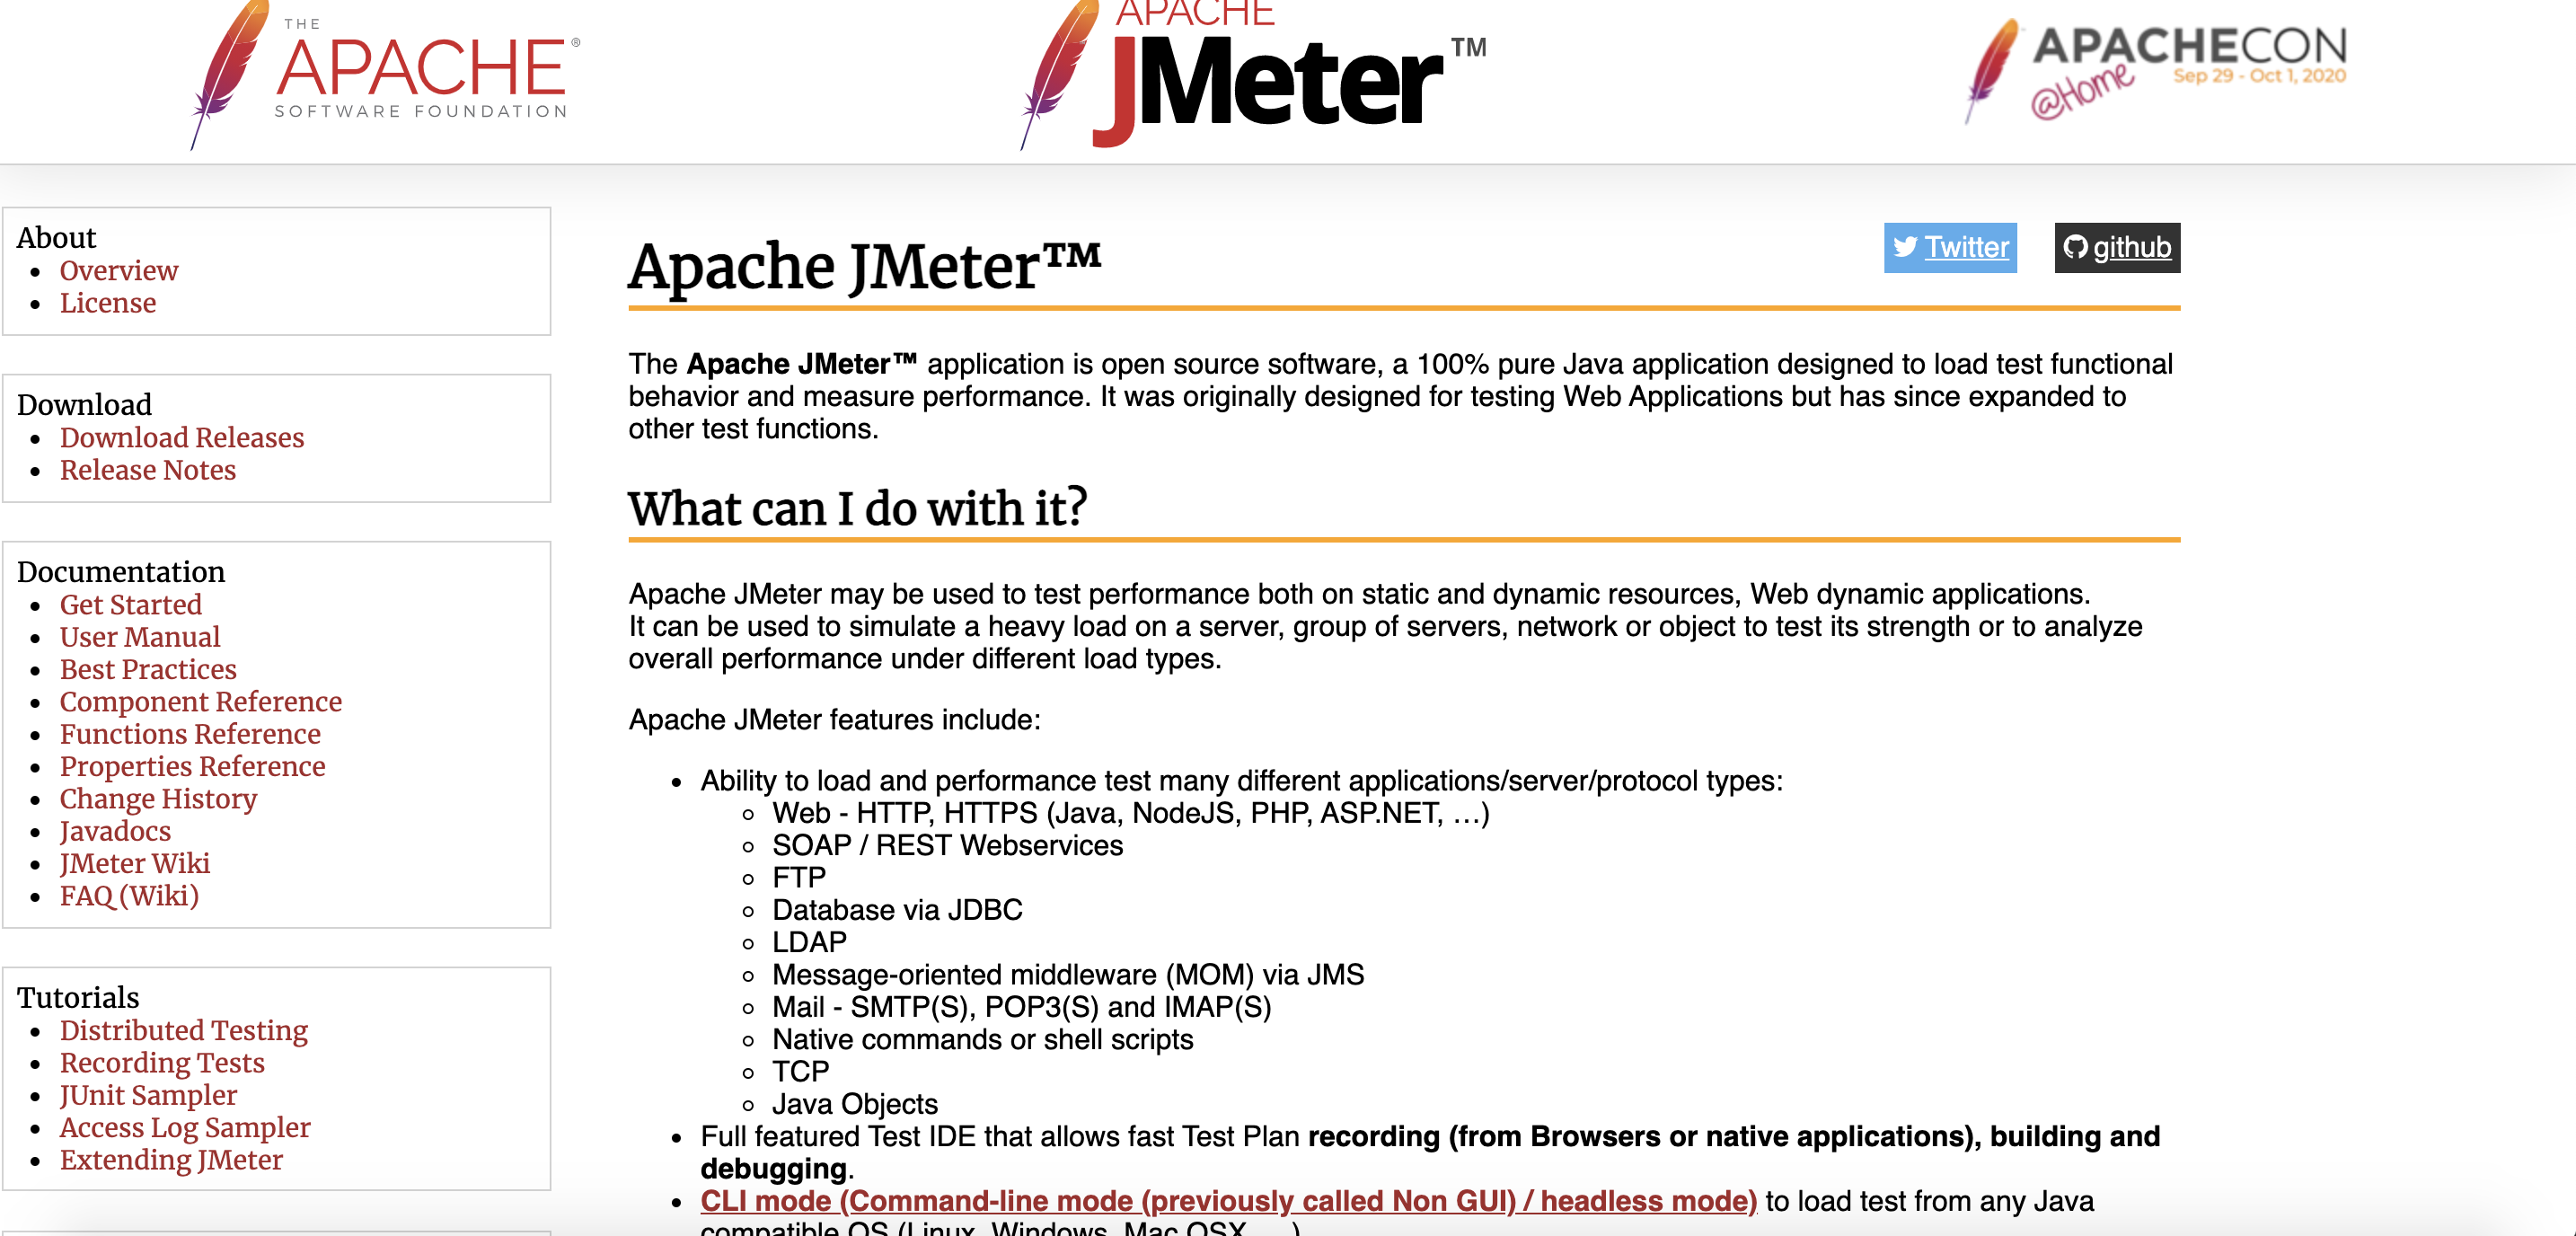 THE
APACHE®
SOFTWARE FOUNDATION
APACHE
JMeter™
APACHECON
Sep 29 - Oct 1, 2020
@Home
About
Overview
License
Download
Download Releases
Release Notes
Documentation
Get Started
User Manual
Best Practices
Component Reference
Functions Reference
Properties Reference
Change History
Javadocs
JMeter Wiki
FAQ (Wiki)
Tutorials
Distributed Testing
Recording Tests
JUnit Sampler
Access Log Sampler
Extending JMeter
Twitter
github
Apache JMeter™
The Apache JMeter™ application is open source software, a 100% pure Java application designed to load test functional
behavior and measure performance. It was originally designed for testing Web Applications but has since expanded to
other test functions.
What can I do with it?
Apache JMeter may be used to test performance both on static and dynamic resources, Web dynamic applications.
It can be used to simulate a heavy load on a server, group of servers, network or object to test its strength or to analyze
overall performance under different load types.
Apache JMeter features include:
Ability to load and performance test many different applications/server/protocol types:
Web - HTTP, HTTPS (Java, NodeJS, PHP, ASP.NET, …)
SOAP / REST Webservices
FTP
Database via JDBC
LDAP
Message-oriented middleware (MOM) via JMS
Mail - SMTP(S), POP3(S) and IMAP(S)
Native commands or shell scripts
TCP
Java Objects
Full featured Test IDE that allows fast Test Plan recording (from Browsers or native applications), building and
debugging.
CLI mode (Command-line mode (previously called Non GUI) / headless mode) to load test from any Java
compatible OS (Linux, Windows, Mac OSX, …)